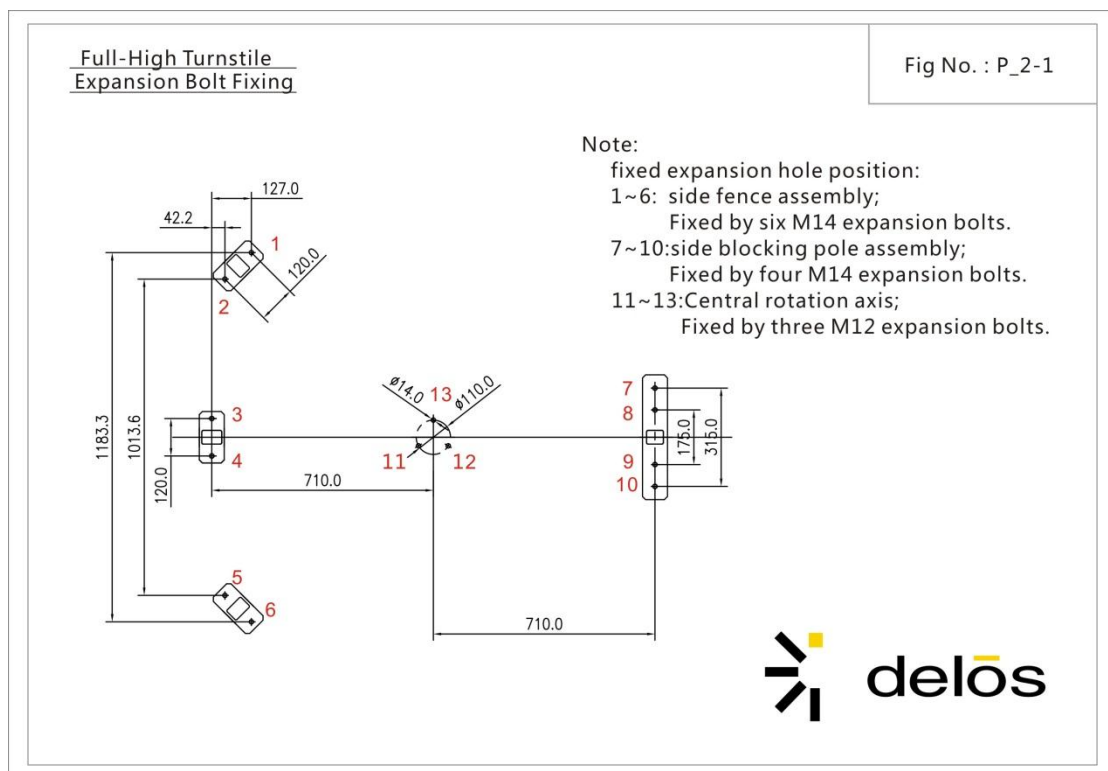 Full-High Turnstile
Expansion Bolt Fixing
Fig No. : P_2-1
Note:
fixed expansion hole position:
1~6: side fence assembly;
Fixed by six M14 expansion bolts.
7~10:side blocking pole assembly;
Fixed by four M14 expansion bolts.
11~13:Central rotation axis;
Fixed by three M12 expansion bolts.
127.0
42.2
1
120.0
2
1183.3
1013.6
3
4
120.0
710.0
ø14.0
13
ø110.0
11
12
7
8
9
10
175.0
315.0
5
6
710.0
delōs